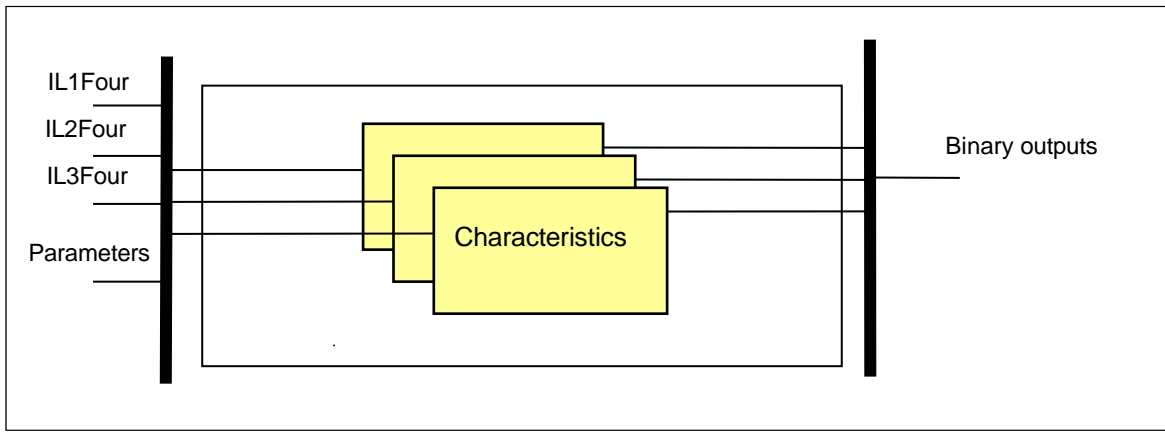 IL1Four
IL2Four
IL3Four
Parameters
Characteristics
Binary outputs